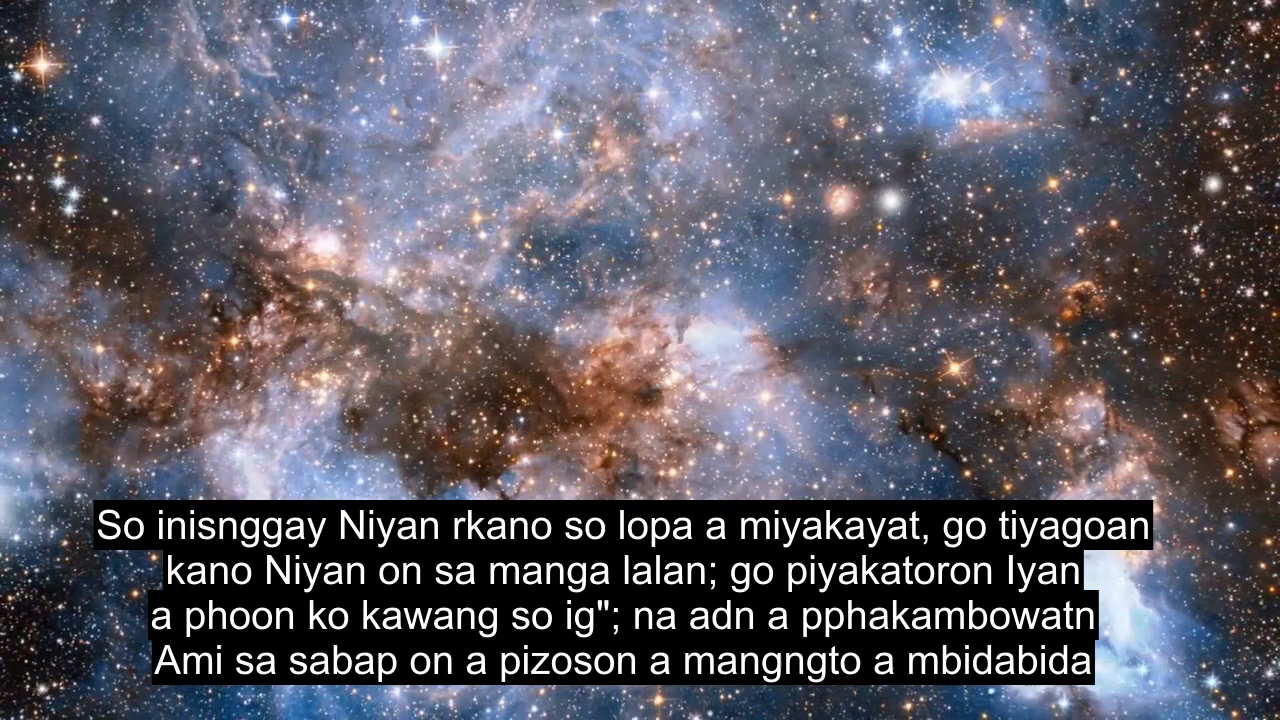 So inisnggay Niyan rkano so lopa a miyakayat, go tiyagoan
kano Niyan on sa manga lalan; go piyakatoron Iyan
a phoon ko kawang so ig"; na adn a pphakambowatn
Ami sa sabap on a pizoson a mangngto a mbidabida